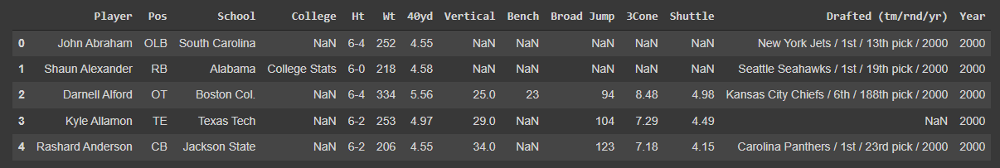 Player Pos School College Ht Wt 40yd Vertical Bench Broad Jump 3Cone Shuttle Drafted (tm/rnd/yr) Year
0 John Abraham OLB South Carolina NaN 6-4 252 4.55 NaN NaN NaN NaN NaN New York Jets / 1st / 13th pick / 2000 2000
1 Shaun Alexander RB Alabama College Stats 6-0 218 4.58 NaN NaN NaN NaN NaN Seattle Seahawks / 1st / 19th pick / 2000 2000
2 Darnell Alford OT Boston Col. NaN 6-4 334 5.56 25.0 23 94 8.48 4.98 Kansas City Chiefs / 6th / 188th pick / 2000 2000
3 Kyle Allamon TE Texas Tech NaN 6-2 253 4.97 29.0 NaN 104 7.29 4.49 NaN 2000
4 Rashard Anderson CB Jackson State NaN 6-2 206 4.55 34.0 NaN 123 7.18 4.15 Carolina Panthers / 1st / 23rd pick / 2000 2000